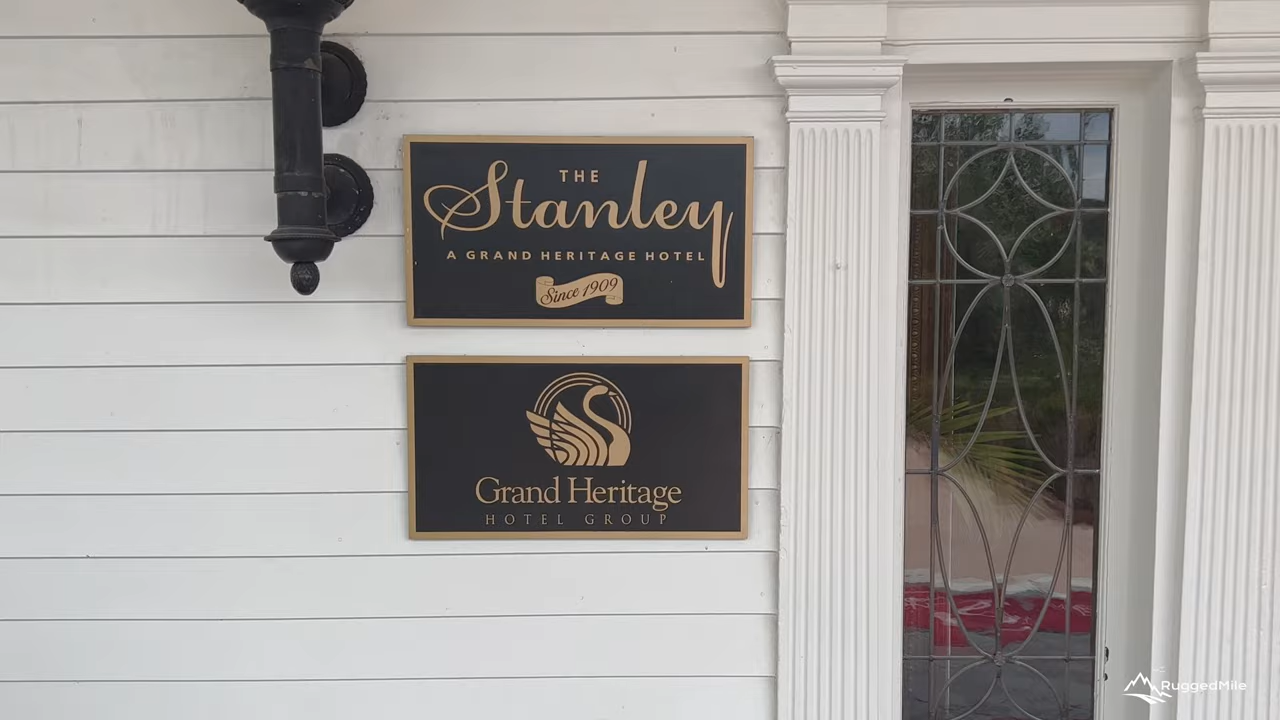 THE
Stanley
A GRAND HERITAGE HOTEL
Since 1909
Grand Heritage
HOTEL GROUP
RuggedMile